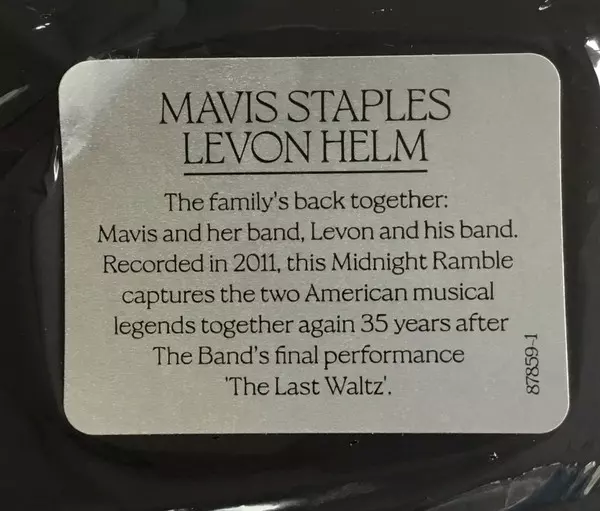 MAVIS STAPLES
LEVON HELM
The family's back together:
Mavis and her band, Levon and his band.
Recorded in 2011, this Midnight Ramble
captures the two American musical
legends together again 35 years after
The Band's final performance
'The Last Waltz'.
87859-1